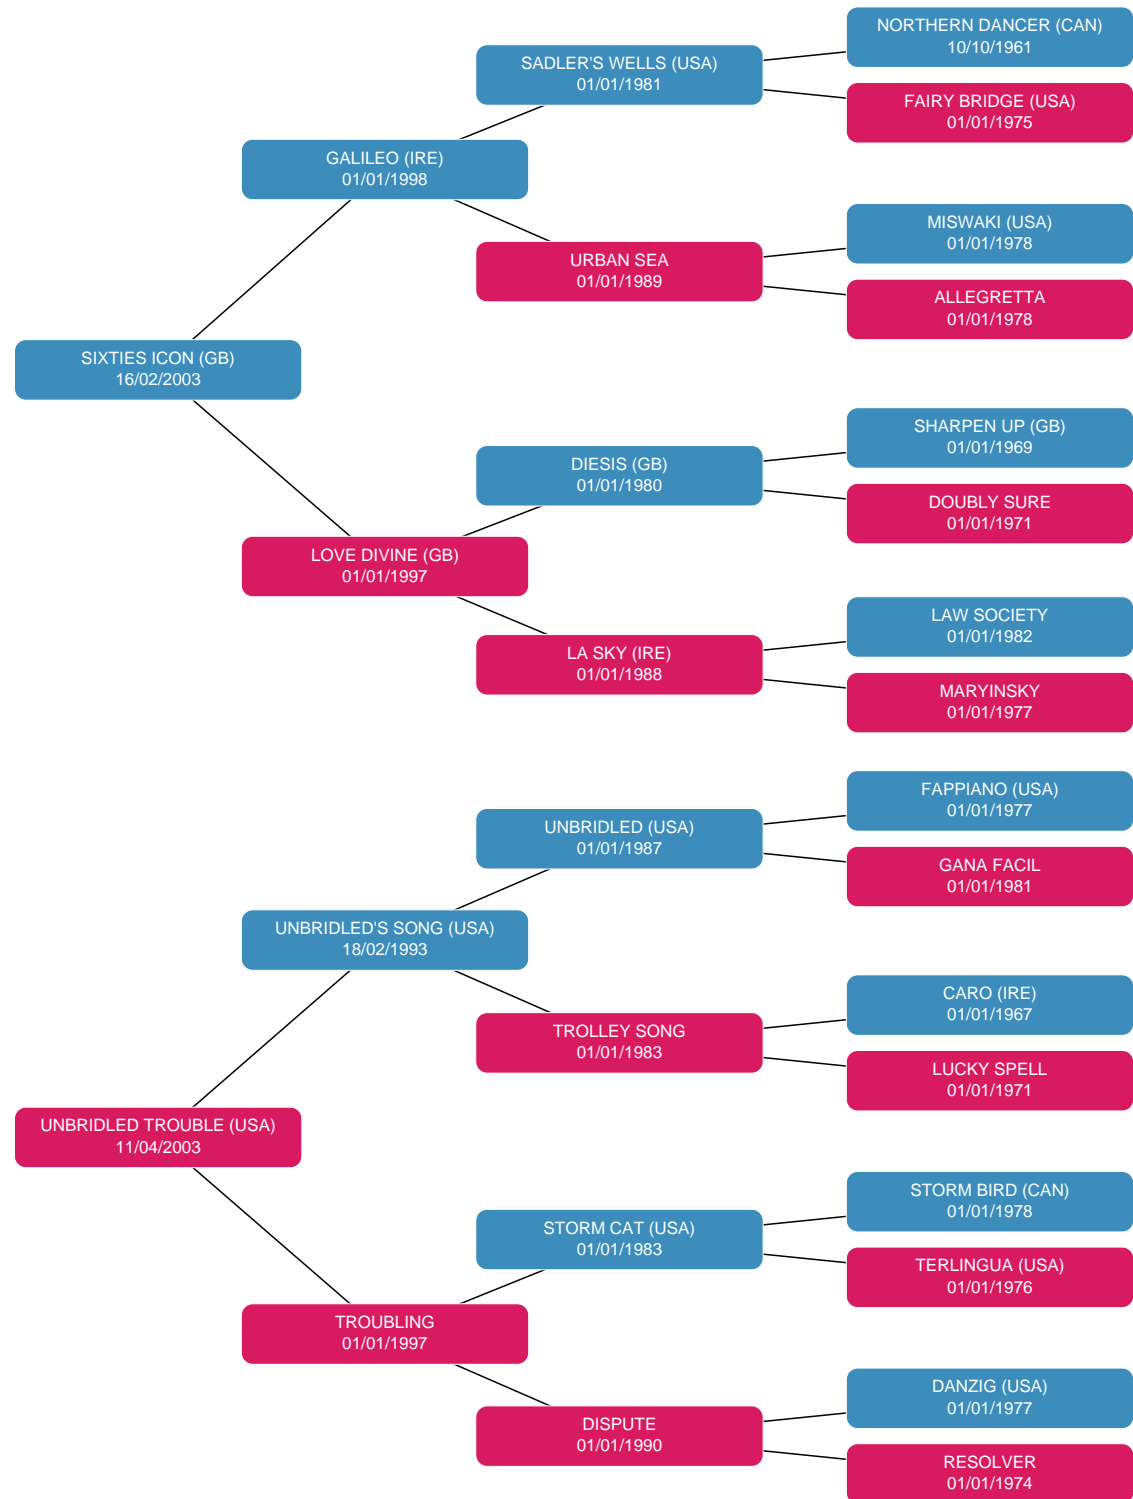 NORTHERN DANCER (CAN)
10/10/1961
SADLER'S WELLS (USA)
01/01/1981
FAIRY BRIDGE (USA)
01/01/1975
GALILEO (IRE)
01/01/1998
MISWAKI (USA)
01/01/1978
URBAN SEA
01/01/1989
ALLEGRETTA
01/01/1978
SIXTIES ICON (GB)
16/02/2003
SHARPEN UP (GB)
01/01/1969
DIESIS (GB)
01/01/1980
DOUBLY SURE
01/01/1971
LOVE DIVINE (GB)
01/01/1997
LAW SOCIETY
01/01/1982
LA SKY (IRE)
01/01/1988
MARYINSKY
01/01/1977
FAPPIANO (USA)
01/01/1977
UNBRIDLED (USA)
01/01/1987
GANA FACIL
01/01/1981
UNBRIDLED'S SONG (USA)
18/02/1993
CARO (IRE)
01/01/1967
TROLLEY SONG
01/01/1983
LUCKY SPELL
01/01/1971
UNBRIDLED TROUBLE (USA)
11/04/2003
STORM BIRD (CAN)
01/01/1978
STORM CAT (USA)
01/01/1983
TERLINGUA (USA)
01/01/1976
TROUBLING
01/01/1997
DANZIG (USA)
01/01/1977
DISPUTE
01/01/1990
RESOLVER
01/01/1974